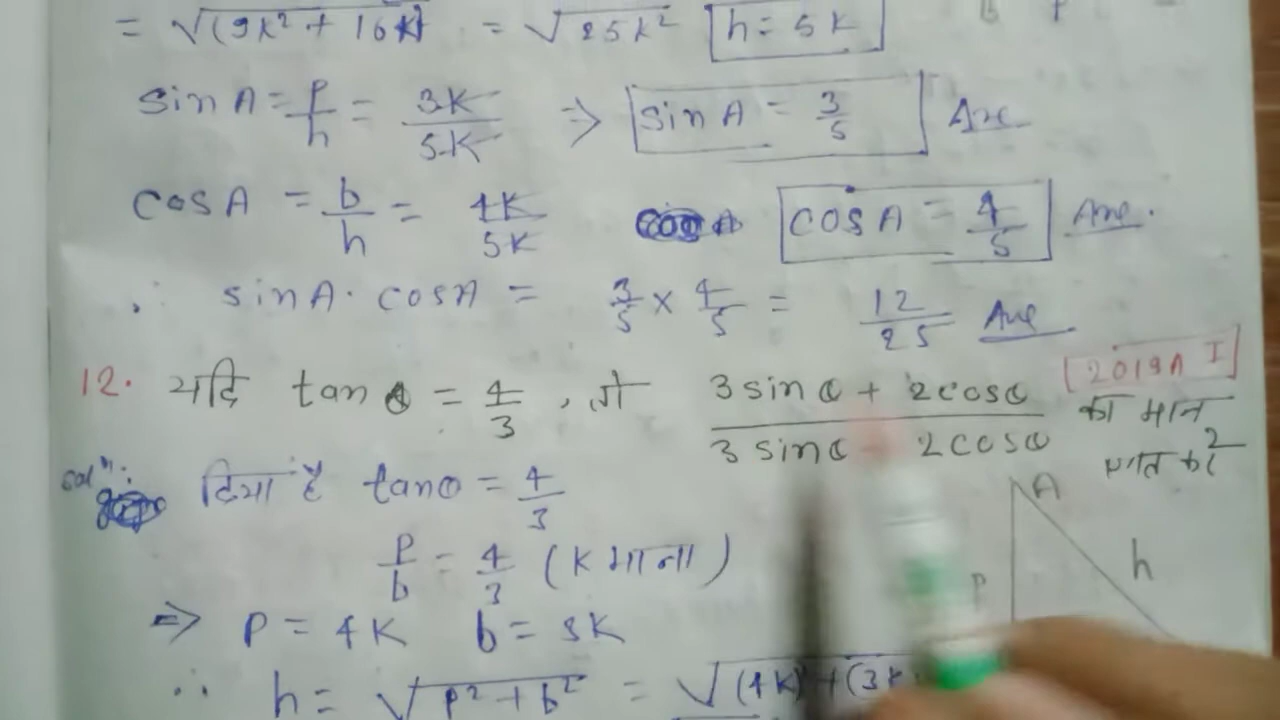 = √(9K² + 16K) = √25K² h = 5K
b p
sin A = p/h = 3K/5K ⇒ sin A = 3/5 Ans
cos A = b/h = 4K/5K cos A = 4/5 Ans.
∴ sin A · cos A = 3/5 × 4/5 = 12/25 Ans
[2019A I]
12. यदि tan θ = 4/3 , तो 3 sin θ + 2 cos θ / 3 sin θ - 2 cos θ का मान
ज्ञात करें
solⁿ: दिया है tan θ = 4/3
A
p/b = 4/3 (K माना)
h
p
⇒ P = 4K b = 3K
∴ h = √p² + b² = √(4K) + (3K